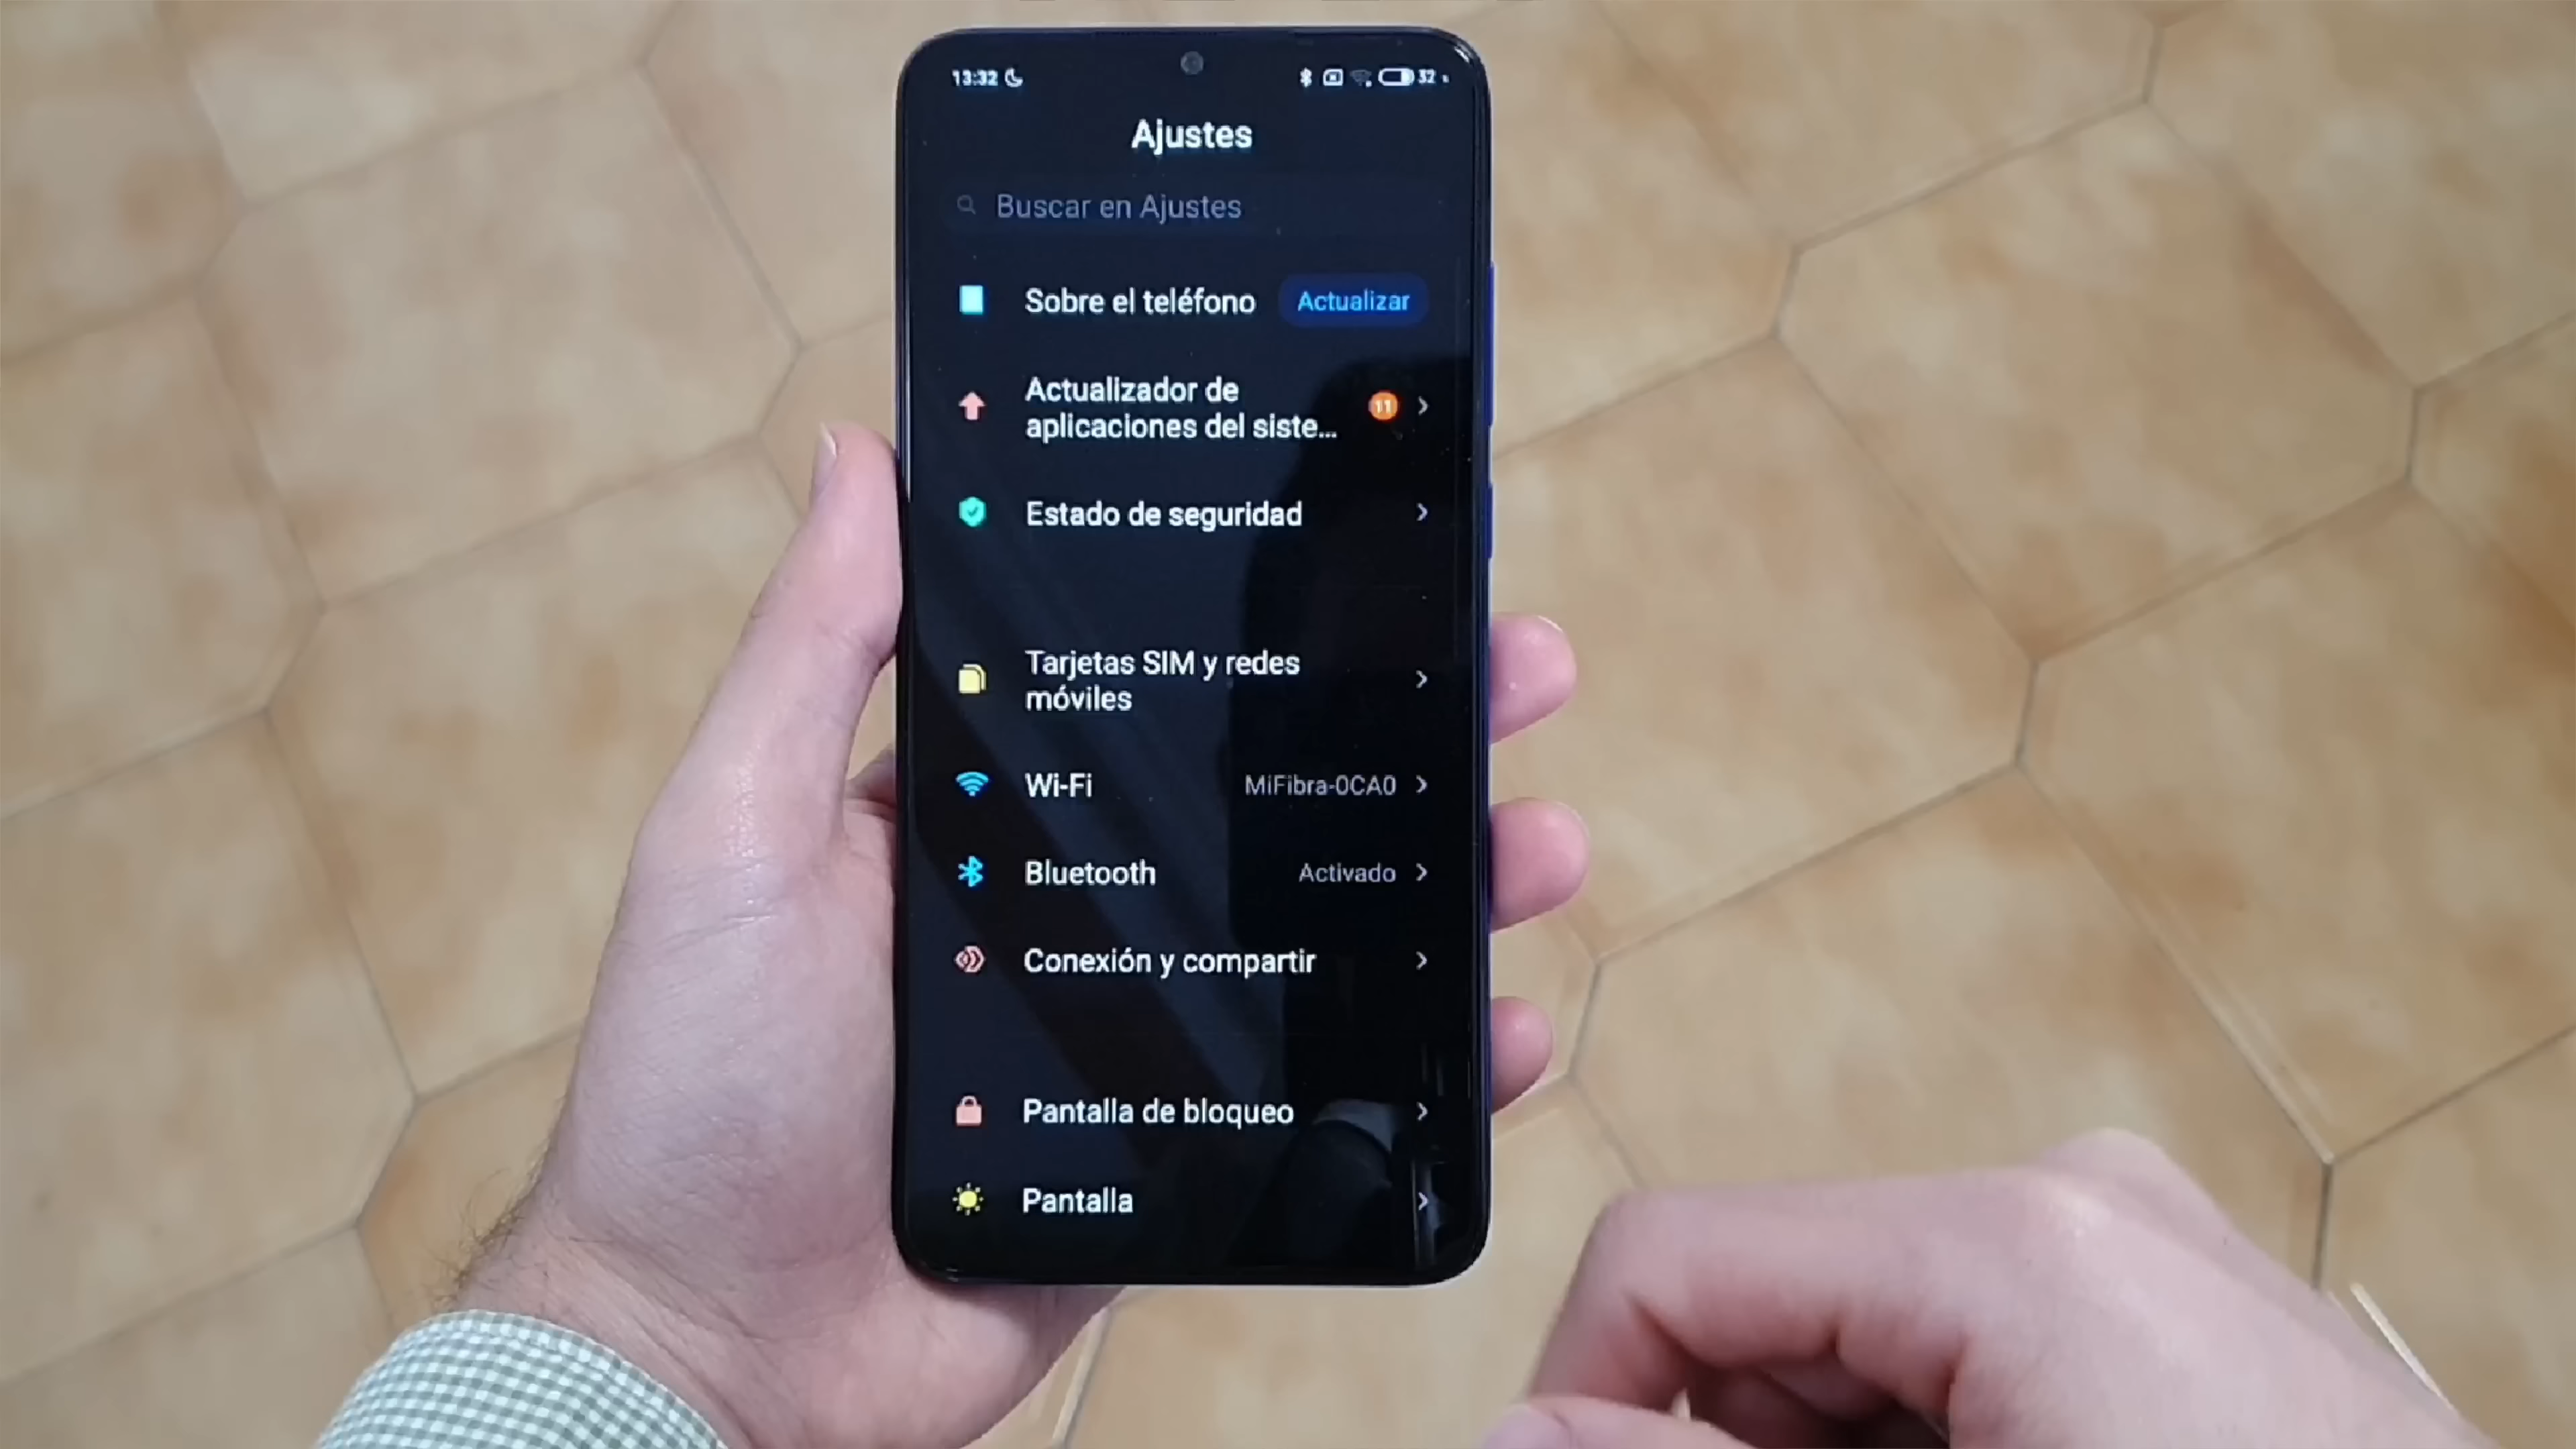 13:32 32
Ajustes
Buscar en Ajustes
Sobre el teléfono Actualizar
Actualizador de
aplicaciones del siste... 11
Estado de seguridad
Tarjetas SIM y redes
móviles
Wi-Fi MiFibra-0CA0
Bluetooth Activado
Conexión y compartir
Pantalla de bloqueo
Pantalla